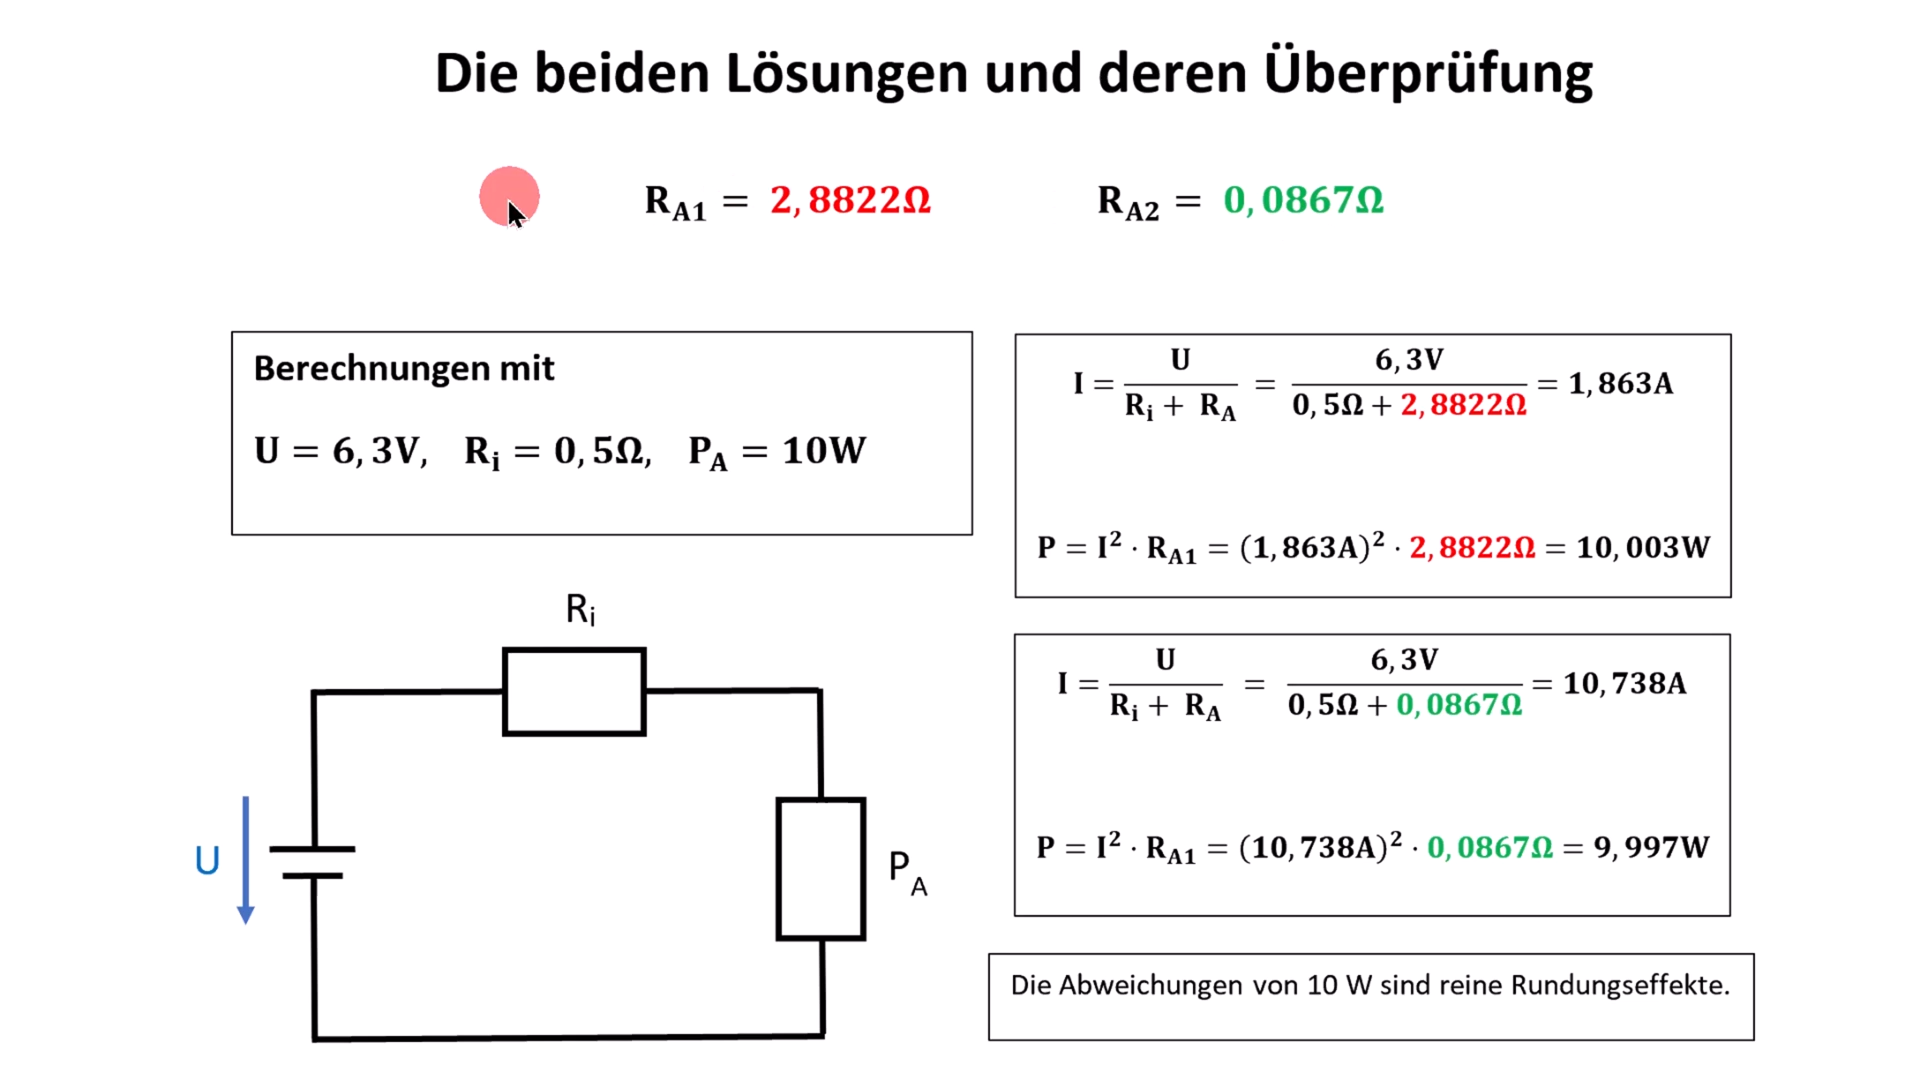 Die beiden Lösungen und deren Überprüfung
R_A1 = 2,8822Ω
R_A2 = 0,0867Ω
Berechnungen mit
U = 6,3V, R_i = 0,5Ω, P_A = 10W
I = U / (R_i + R_A) = 6,3V / (0,5Ω + 2,8822Ω) = 1,863A
P = I² · R_A1 = (1,863A)² · 2,8822Ω = 10,003W
I = U / (R_i + R_A) = 6,3V / (0,5Ω + 0,0867Ω) = 10,738A
P = I² · R_A1 = (10,738A)² · 0,0867Ω = 9,997W
Die Abweichungen von 10 W sind reine Rundungseffekte.
R_i
U
P_A